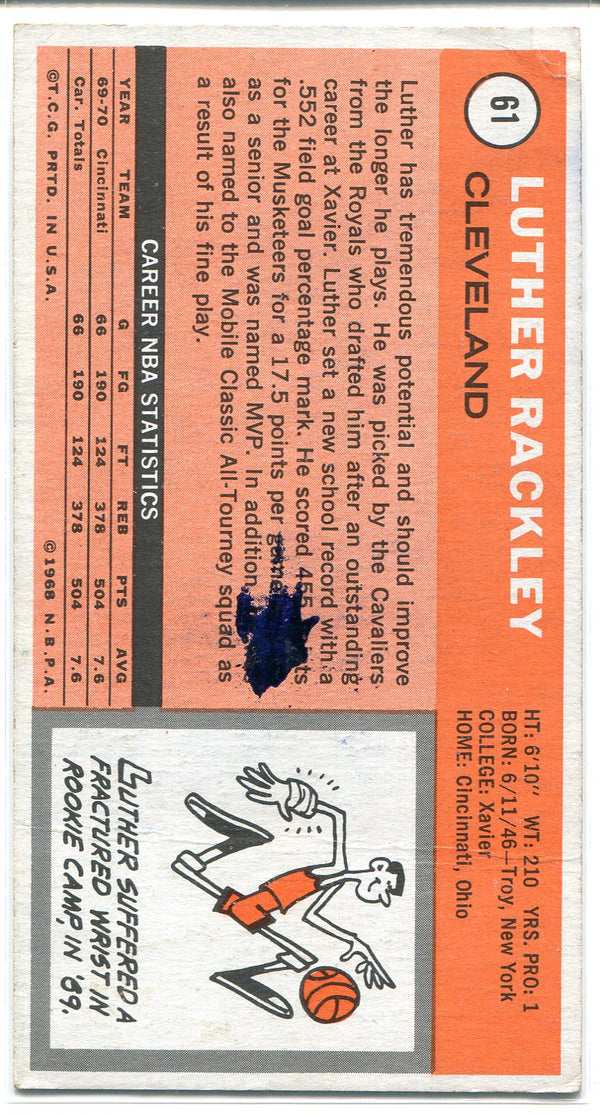 61
LUTHER RACKLEY
CLEVELAND
HT: 6'10" WT: 210 YRS. PRO: 1
BORN: 6/11/46—Troy, New York
COLLEGE: Xavier
HOME: Cincinnati, Ohio
Luther has tremendous potential and should improve
the longer he plays. He was picked by the Cavaliers
from the Royals who drafted him after an outstanding
career at Xavier. Luther set a new school record with a
.552 field goal percentage mark. He scored 455
for the Musketeers for a 17.5 points per game
as a senior and was named MVP. In addition,
also named to the Mobile Classic All-Tourney squad as
a result of his fine play.
CAREER NBA STATISTICS
YEAR TEAM G FG FT REB PTS AVG
69-70 Cincinnati 66 190 124 378 504 7.6
Car. Totals 66 190 124 378 504 7.6
©T.C.G. PRTD. IN U.S.A. ©1968 N.B.P.A.
LUTHER SUFFERED A
FRACTURED WRIST IN
ROOKIE CAMP, IN '69.